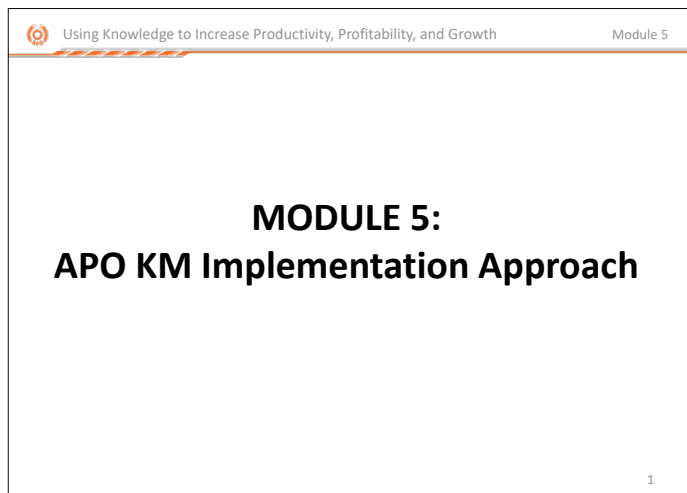 Using Knowledge to Increase Productivity, Profitability, and Growth Module 5
MODULE 5:
APO KM Implementation Approach
1